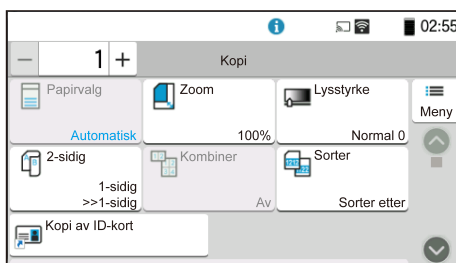 02:55
1
Kopi
Papirvalg
Automatisk
Zoom
100%
Lysstyrke
Normal 0
Meny
2-sidig
1-sidig
>>1-sidig
Kombiner
Av
Sorter
Sorter etter
Kopi av ID-kort